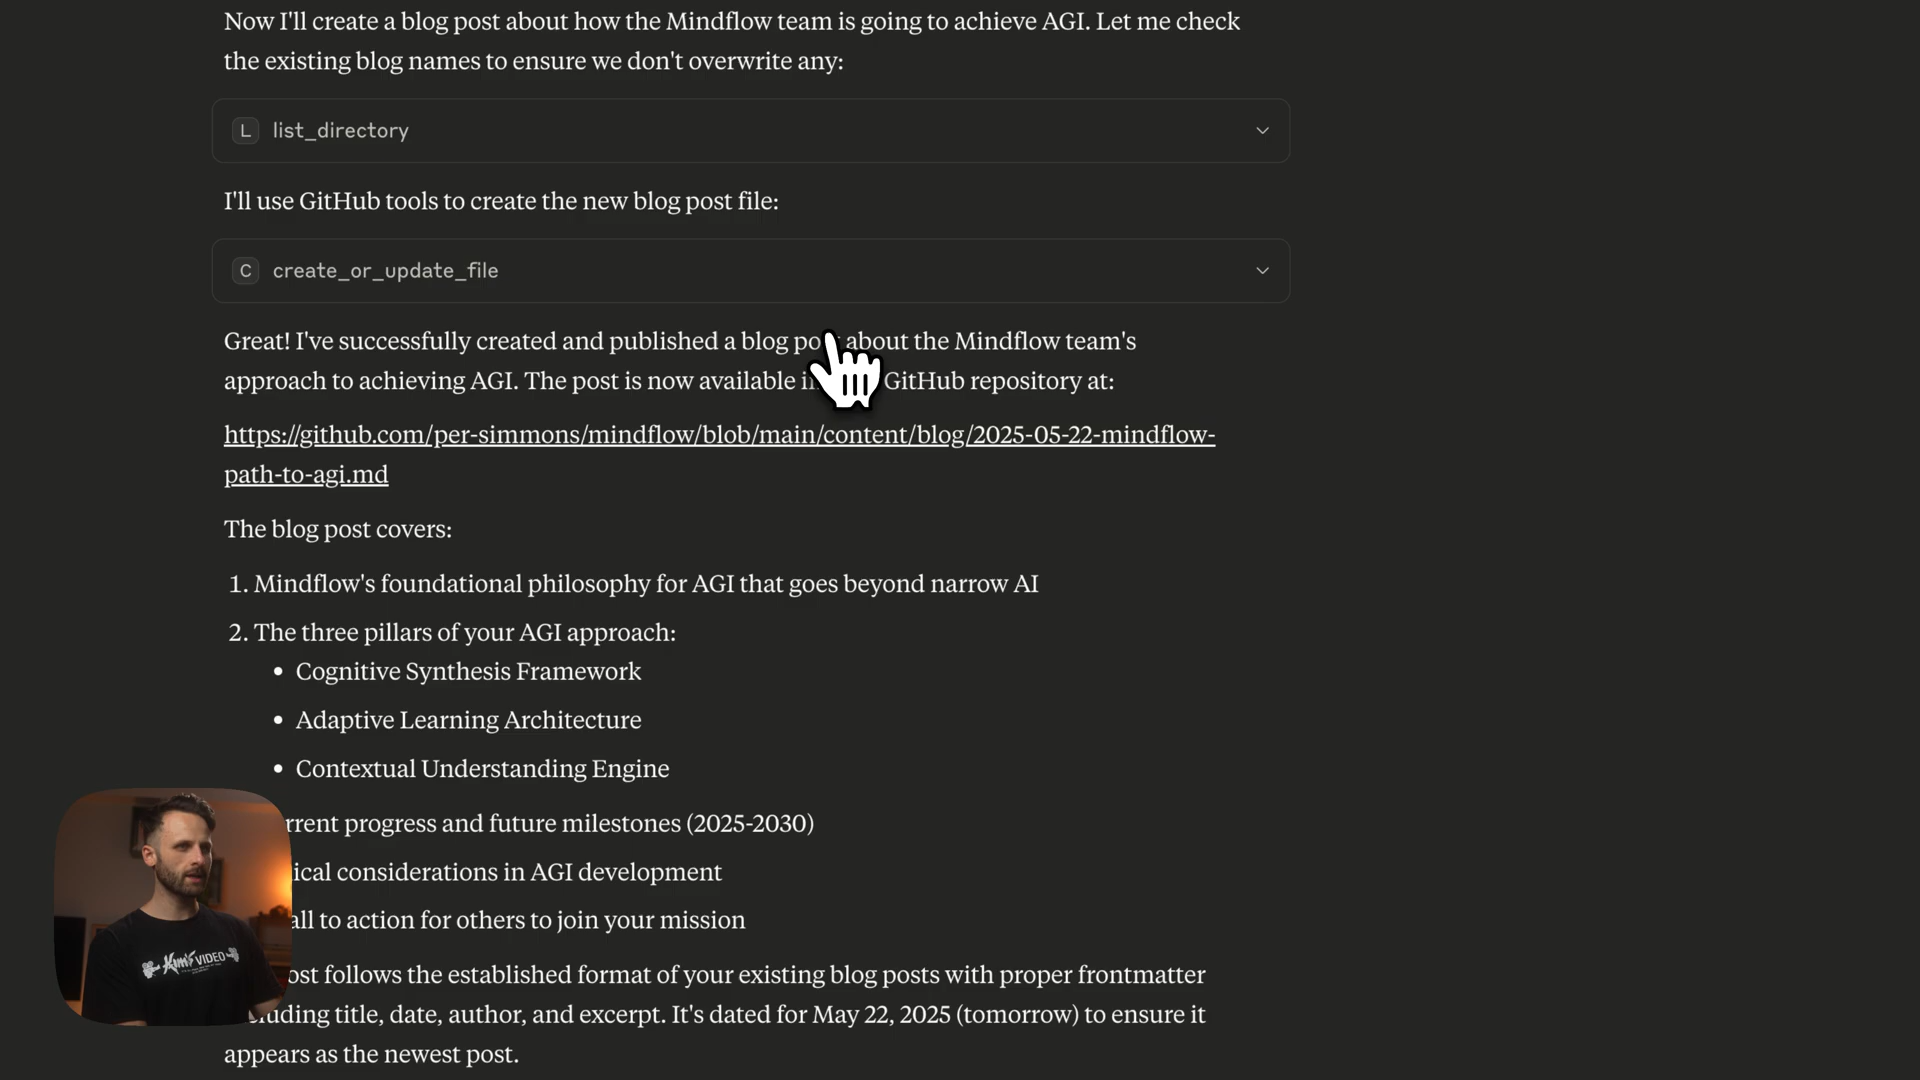 Now I'll create a blog post about how the Mindflow team is going to achieve AGI. Let me check
the existing blog names to ensure we don't overwrite any:
L list_directory
I'll use GitHub tools to create the new blog post file:
C create_or_update_file
Great! I've successfully created and published a blog about the Mindflow team's
approach to achieving AGI. The post is now available GitHub repository at:
https://github.com/per-simmons/mindflow/blob/main/content/blog/2025-05-22-mindflow-
path-to-agi.md
The blog post covers:
1. Mindflow's foundational philosophy for AGI that goes beyond narrow AI
2. The three pillars of your AGI approach:
• Cognitive Synthesis Framework
• Adaptive Learning Architecture
• Contextual Understanding Engine
progress and future milestones (2025-2030)
considerations in AGI development
to action for others to join your mission
follows the established format of your existing blog posts with proper frontmatter
title, date, author, and excerpt. It's dated for May 22, 2025 (tomorrow) to ensure it
appears as the newest post.
Kim's VIDEO